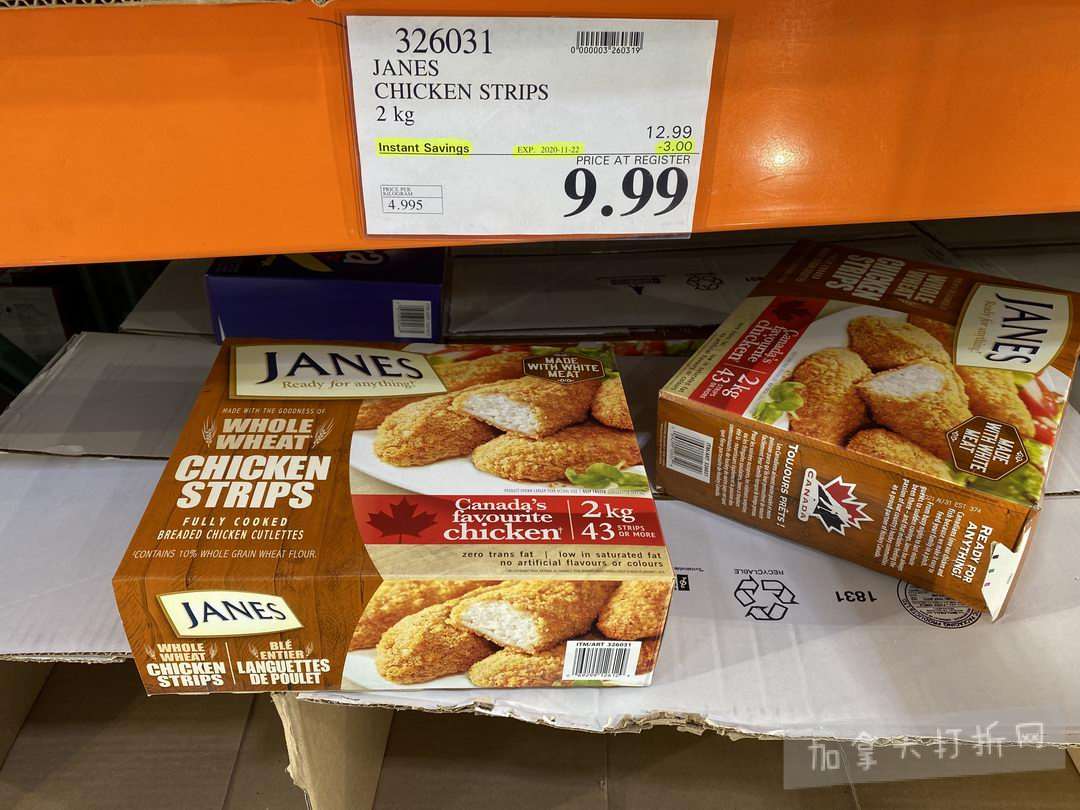 326031
0 000003 260319
JANES
CHICKEN STRIPS
2 kg
12.99
Instant Savings
EXP. 2020-11-22
-3.00
PRICE AT REGISTER
9.99
PRICE PER
KILOGRAM
4.995
JANES
Ready for anything!
MADE
WITH WHITE
MEAT
MADE WITH THE GOODNESS OF
WHOLE
WHEAT
CHICKEN
STRIPS
FULLY COOKED
BREADED CHICKEN CUTLETTES
CONTAINS 10% WHOLE GRAIN WHEAT FLOUR.
Canada's
favourite
chicken†
2 kg
43 STRIPS
OR MORE
zero trans fat | low in saturated fat
no artificial flavours or colours
JANES
WHOLE
WHEAT
CHICKEN
STRIPS
BLÉ
ENTIER
LANGUETTES
DE POULET
ITM/ART 326031
WHOLE
WHEAT
CHICKEN
STRIPS
JANES
Ready for anything!
Canada's
favourite
chicken
2 kg
43 STRIPS
OR MORE
MADE
WITH WHITE
MEAT
TOUJOURS PRÊTS
CANADA
READY FOR
ANYTHING!
EST 374
RECYCLABLE
1831
加拿大打折网